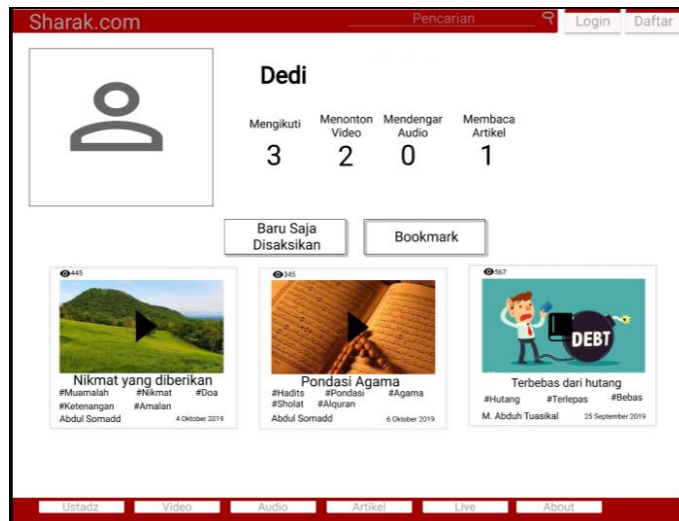 Sharak.com Pencarian Login Daftar
Dedi
Mengikuti Menonton Video Mendengar Audio Membaca Artikel
3 2 0 1
Baru Saja Disaksikan
Bookmark
445
Nikmat yang diberikan
#Muamalah #Nikmat #Doa
#Ketenangan #Amalan
Abdul Somadd 4 Oktober 2019
345
Pondasi Agama
#Hadits #Pondasi #Agama
#Sholat #Alquran
Abdul Somadd 6 Oktober 2019
567
DEBT
Terbebas dari hutang
#Hutang #Terlepas #Bebas
M. Abduh Tuasikal 25 September 2019
Ustadz Video Audio Artikel Live About